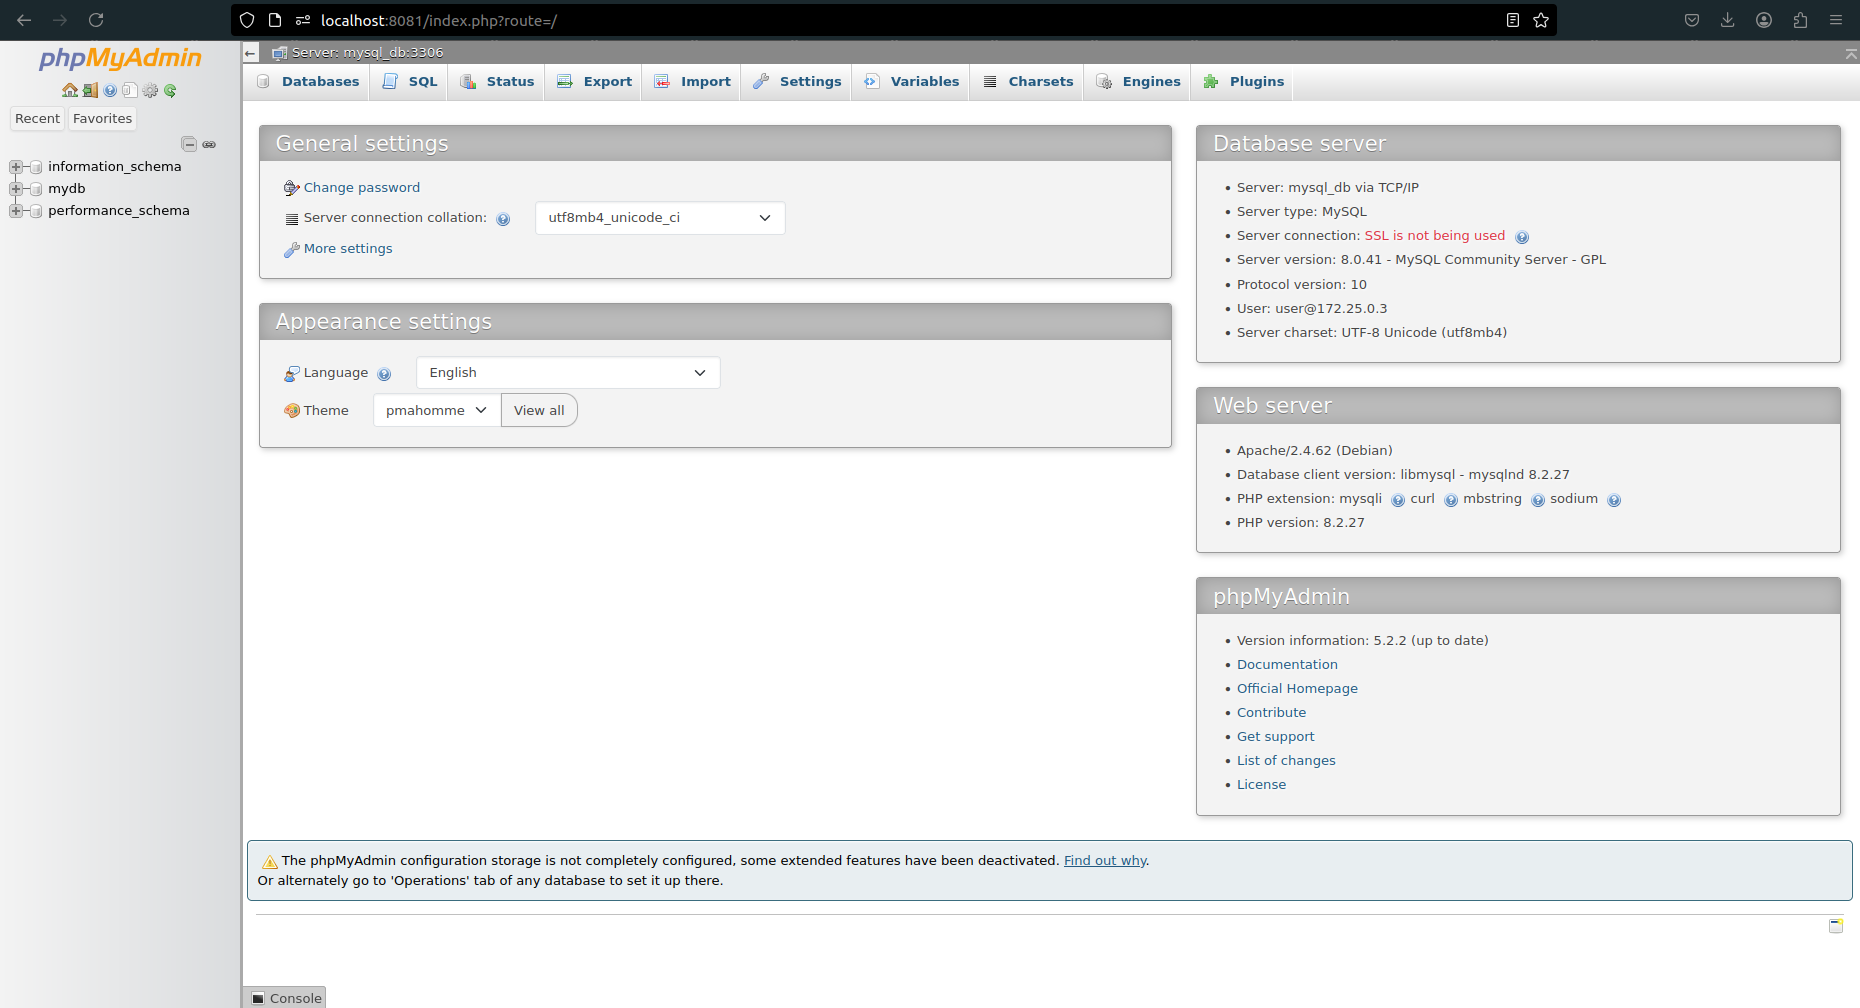 localhost:8081/index.php?route=/
phpMyAdmin
Recent Favorites
information_schema
mydb
performance_schema
Server: mysql_db:3306
Databases SQL Status Export Import Settings Variables Charsets Engines Plugins
General settings
Change password
Server connection collation: utf8mb4_unicode_ci
More settings
Appearance settings
Language English
Theme pmahomme View all
Database server
• Server: mysql_db via TCP/IP
• Server type: MySQL
• Server connection: SSL is not being used
• Server version: 8.0.41 - MySQL Community Server - GPL
• Protocol version: 10
• User: user@172.25.0.3
• Server charset: UTF-8 Unicode (utf8mb4)
Web server
• Apache/2.4.62 (Debian)
• Database client version: libmysql - mysqlnd 8.2.27
• PHP extension: mysqli curl mbstring sodium
• PHP version: 8.2.27
phpMyAdmin
• Version information: 5.2.2 (up to date)
• Documentation
• Official Homepage
• Contribute
• Get support
• List of changes
• License
The phpMyAdmin configuration storage is not completely configured, some extended features have been deactivated. Find out why.
Or alternately go to 'Operations' tab of any database to set it up there.
Console